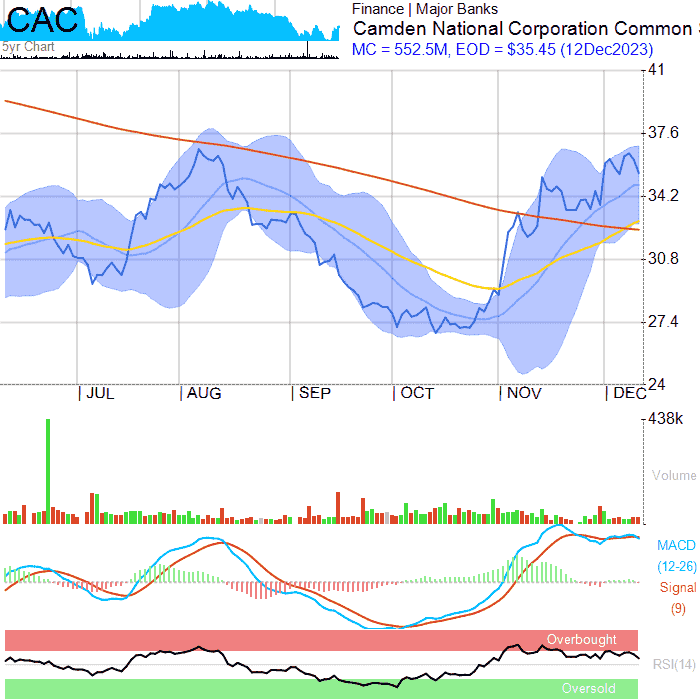 CAC
Finance | Major Banks
Camden National Corporation Common
5yr Chart
MC = 552.5M, EOD = $35.45 (12Dec2023)
41
37.6
34.2
30.8
27.4
24
|JUL |AUG |SEP |OCT |NOV |DEC
438k
Volume
MACD
(12-26)
Signal
(9)
Overbought
RSI(14)
Oversold